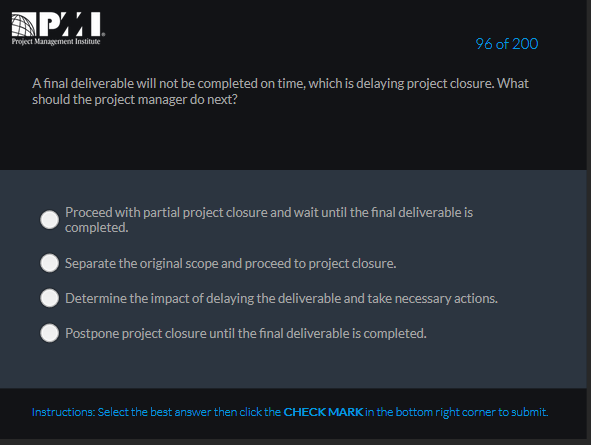 PMI
Project Management Institute
96 of 200
A final deliverable will not be completed on time, which is delaying project closure. What
should the project manager do next?
Proceed with partial project closure and wait until the final deliverable is
completed.
Separate the original scope and proceed to project closure.
Determine the impact of delaying the deliverable and take necessary actions.
Postpone project closure until the final deliverable is completed.
Instructions: Select the best answer then click the CHECK MARK in the bottom right corner to submit.